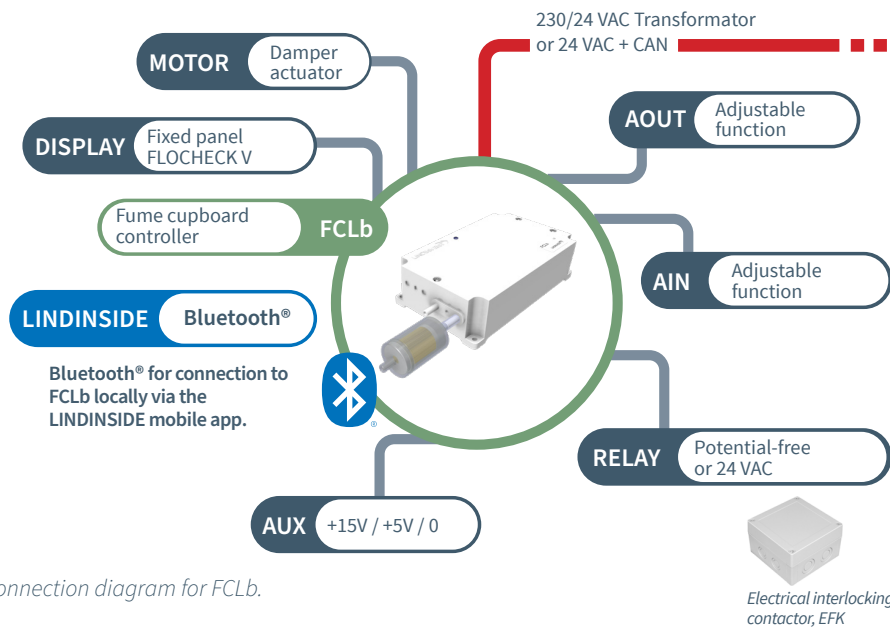 230/24 VAC Transformator
or 24 VAC + CAN
MOTOR
Damper
actuator
AOUT
Adjustable
function
DISPLAY
Fixed panel
FLOCHECK V
Fume cupboard
controller
FCLb
AIN
Adjustable
function
LINDINSIDE
Bluetooth®
Bluetooth® for connection to
FCLb locally via the
LINDINSIDE mobile app.
®
RELAY
Potential-free
or 24 VAC
AUX
+15V / +5V / 0
onnection diagram for FCLb.
Electrical interlocking
contactor, EFK